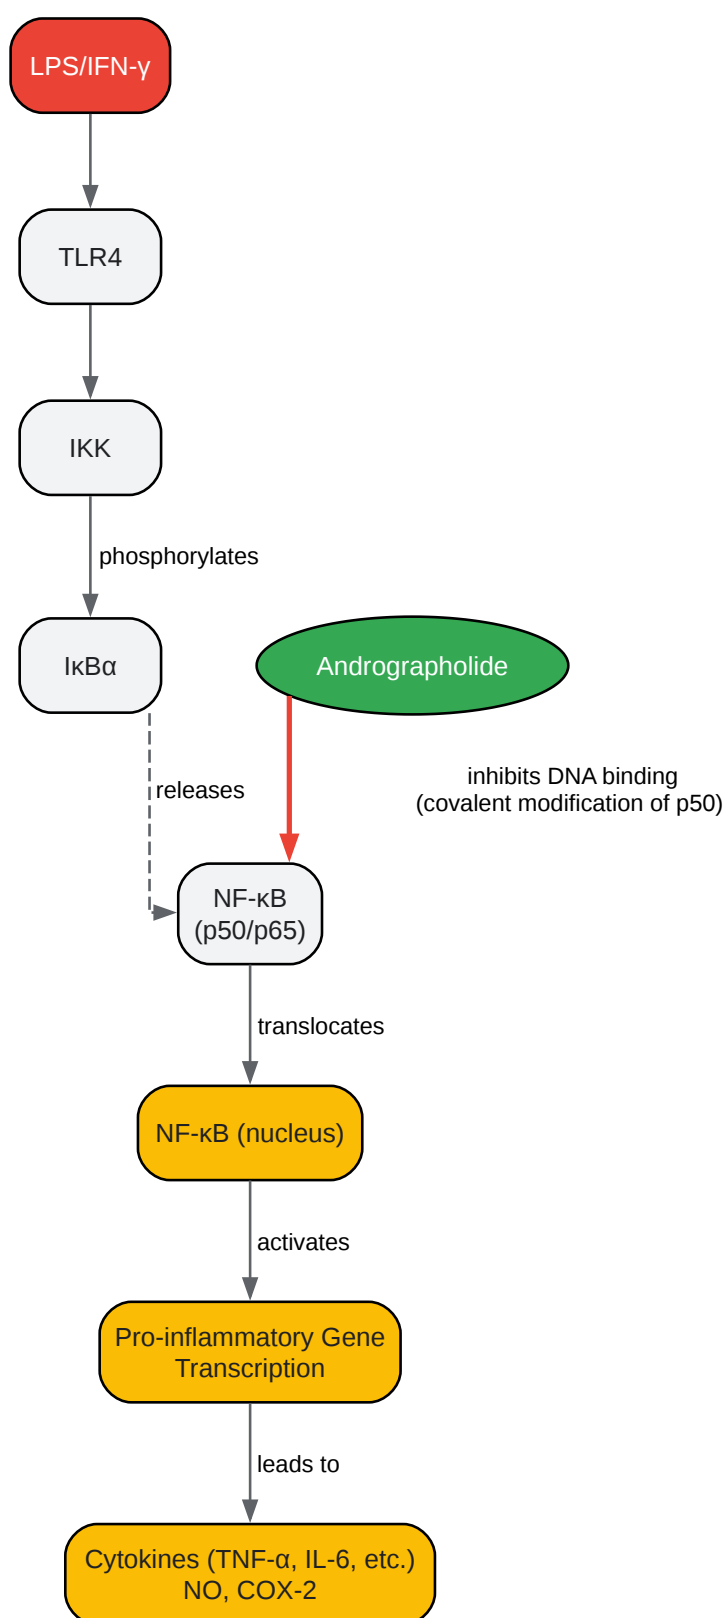 LPS/IFN-γ
TLR4
IKK
phosphorylates
IκBα
Andrographolide
releases
inhibits DNA binding
(covalent modification of p50)
NF-κB
(p50/p65)
translocates
NF-κB (nucleus)
activates
Pro-inflammatory Gene
Transcription
leads to
Cytokines (TNF-α, IL-6, etc.)
NO, COX-2